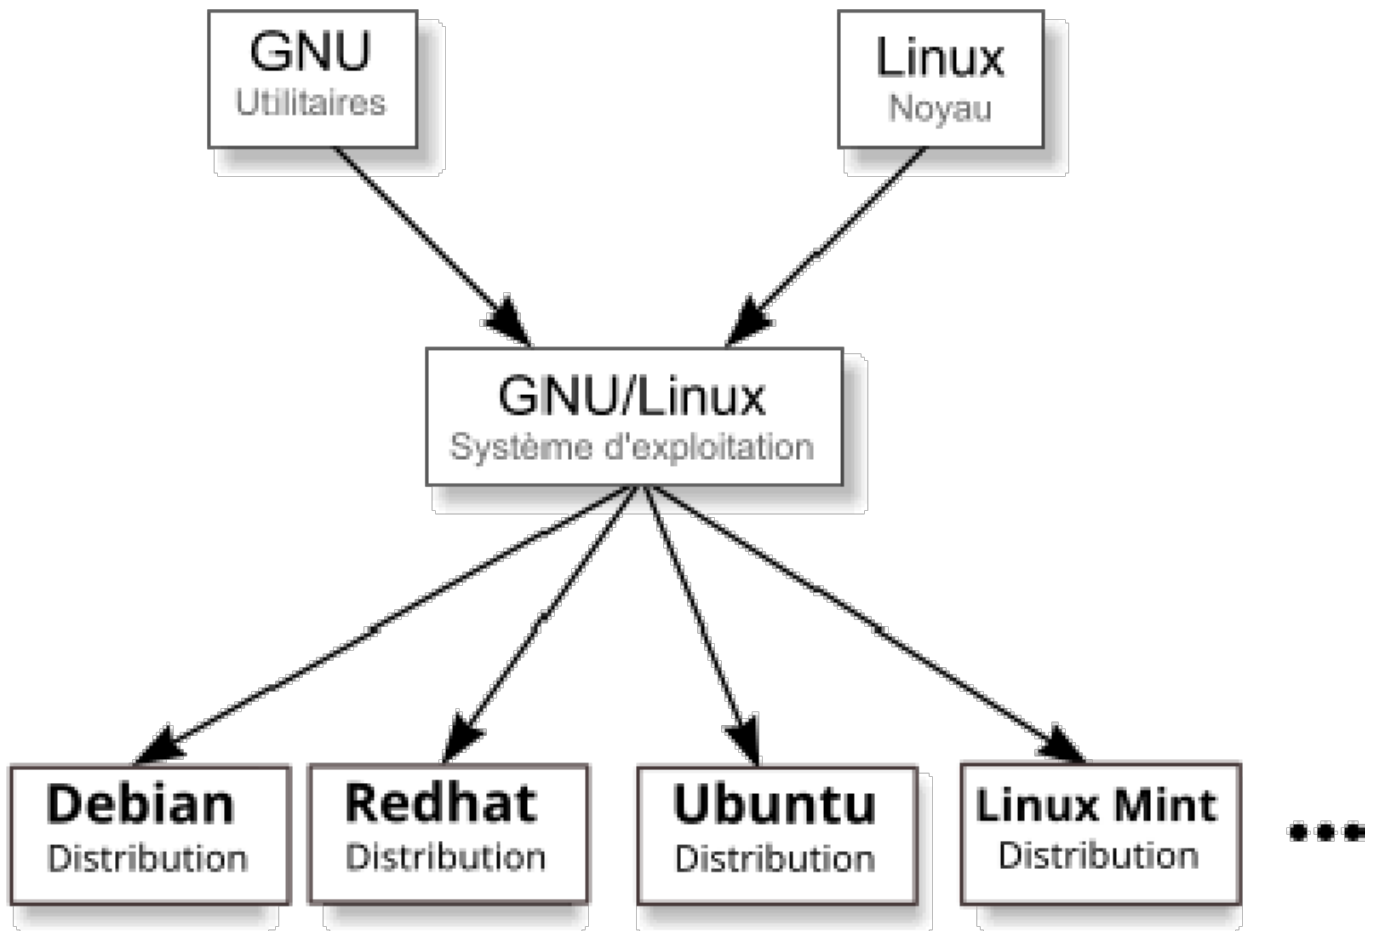 GNU
Utilitaires
Linux
Noyau
GNU/Linux
Système d'exploitation
Debian
Distribution
Redhat
Distribution
Ubuntu
Distribution
Linux Mint
Distribution
...